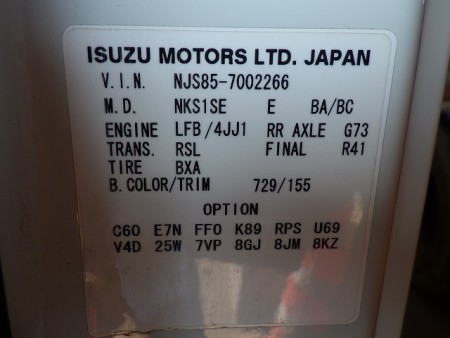 ISUZU MOTORS LTD. JAPAN
V.I.N. NJS85-7002266
M.D. NKS1SE E BA/BC
ENGINE LFB/4JJ1 RR AXLE G73
TRANS. RSL FINAL R41
TIRE BXA
B.COLOR/TRIM 729/155
OPTION
C60 E7N FF0 K89 RPS U69
V4D 25W 7VP 8GJ 8JM 8KZ